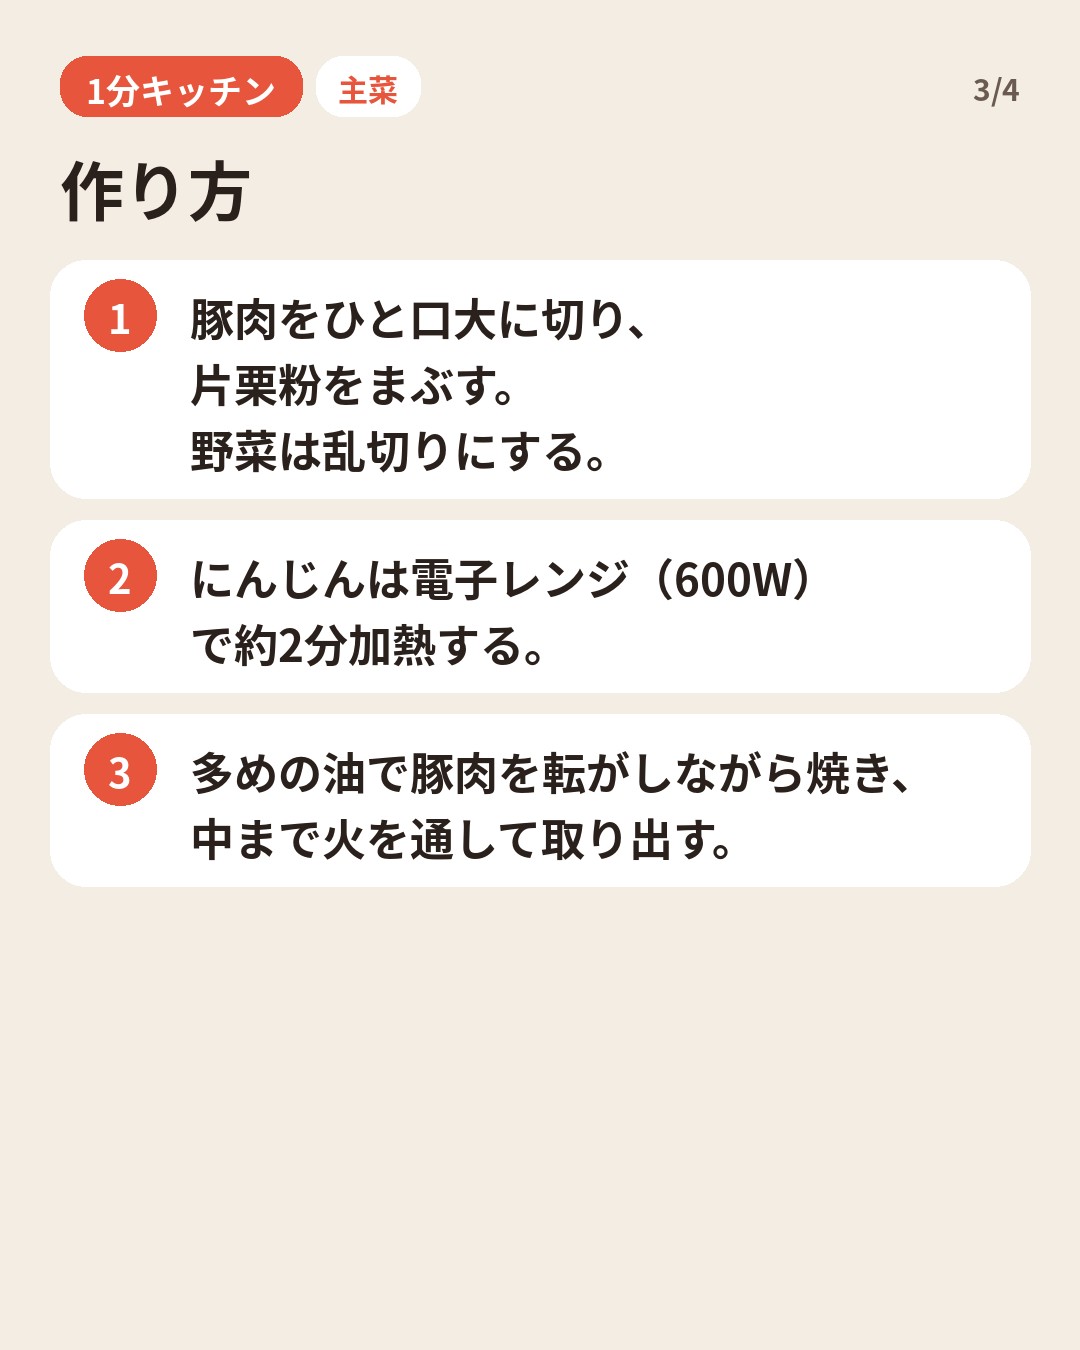 1分キッチン 主菜 3/4
作り方
1 豚肉をひと口大に切り、
片栗粉をまぶす。
野菜は乱切りにする。
2 にんじんは電子レンジ（600W）
で約2分加熱する。
3 多めの油で豚肉を転がしながら焼き、
中まで火を通して取り出す。